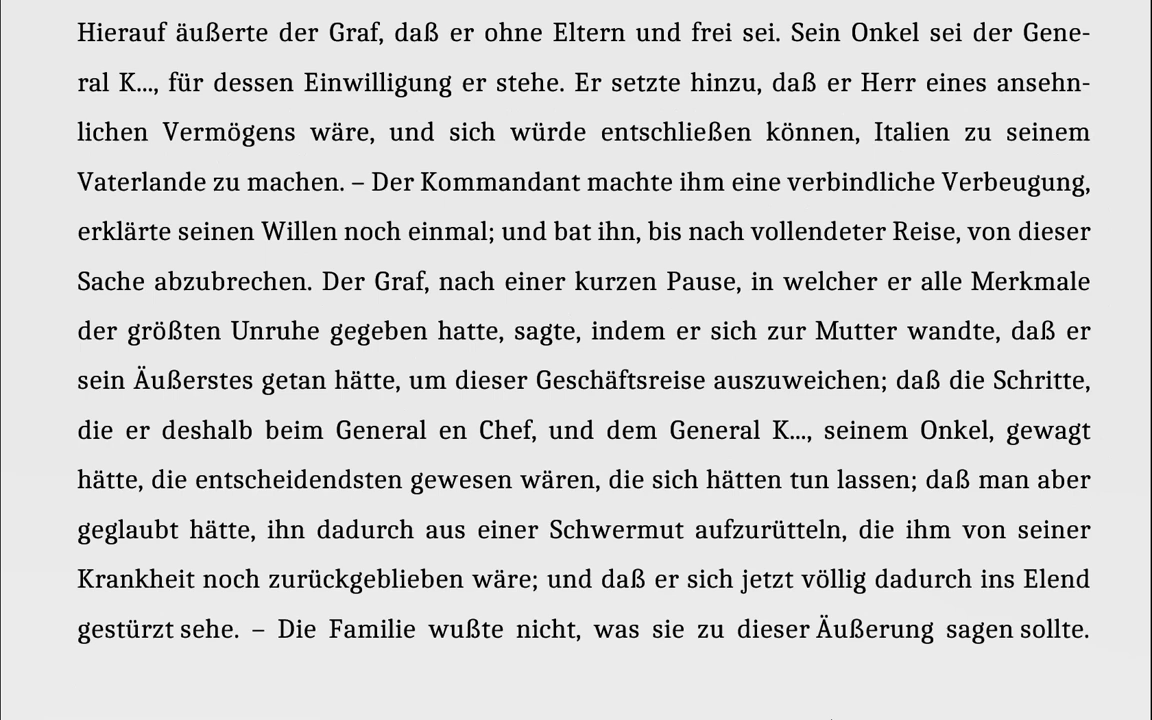 Hierauf äußerte der Graf, daß er ohne Eltern und frei sei. Sein Onkel sei der Gene-
ral K..., für dessen Einwilligung er stehe. Er setzte hinzu, daß er Herr eines ansehn-
lichen Vermögens wäre, und sich würde entschließen können, Italien zu seinem
Vaterlande zu machen. – Der Kommandant machte ihm eine verbindliche Verbeugung,
erklärte seinen Willen noch einmal; und bat ihn, bis nach vollendeter Reise, von dieser
Sache abzubrechen. Der Graf, nach einer kurzen Pause, in welcher er alle Merkmale
der größten Unruhe gegeben hatte, sagte, indem er sich zur Mutter wandte, daß er
sein Äußerstes getan hätte, um dieser Geschäftsreise auszuweichen; daß die Schritte,
die er deshalb beim General en Chef, und dem General K..., seinem Onkel, gewagt
hätte, die entscheidendsten gewesen wären, die sich hätten tun lassen; daß man aber
geglaubt hätte, ihn dadurch aus einer Schwermut aufzurütteln, die ihm von seiner
Krankheit noch zurückgeblieben wäre; und daß er sich jetzt völlig dadurch ins Elend
gestürzt sehe. – Die Familie wußte nicht, was sie zu dieser Äußerung sagen sollte.